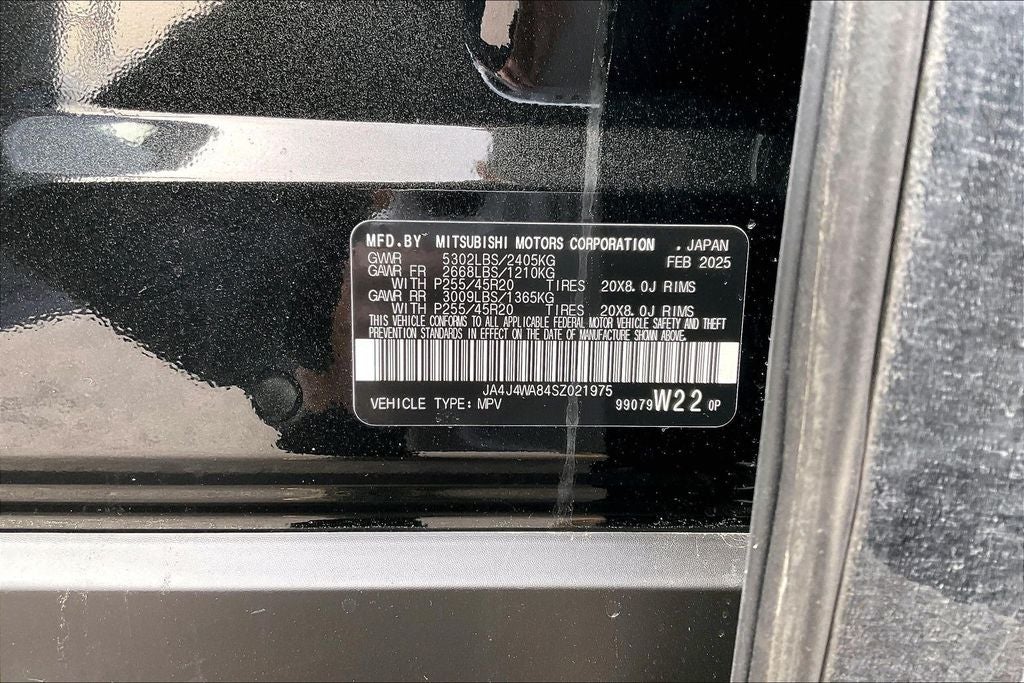 MFD.BY MITSUBISHI MOTORS CORPORATION . JAPAN
GVWR 5302LBS/2405KG FEB 2025
GAWR FR 2668LBS/1210KG
WITH P255/45R20 TIRES 20X8.0J RIMS
GAWR RR 3009LBS/1365KG
WITH P255/45R20 TIRES 20X8.0J RIMS
THIS VEHICLE CONFORMS TO ALL APPLICABLE FEDERAL MOTOR VEHICLE SAFETY AND THEFT
PREVENTION STANDARDS IN EFFECT ON THE DATE OF MANUFACTURE SHOWN ABOVE.
JA4J4WA84SZ021975
VEHICLE TYPE: MPV 99079W22 0P